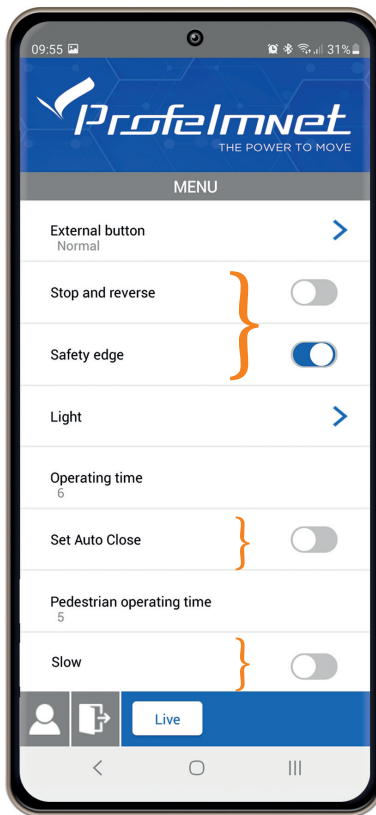 09:55 31%
Profelmnet
THE POWER TO MOVE
MENU
External button
Normal
Stop and reverse
Safety edge
Light
Operating time
6
Set Auto Close
Pedestrian operating time
5
Slow
Live